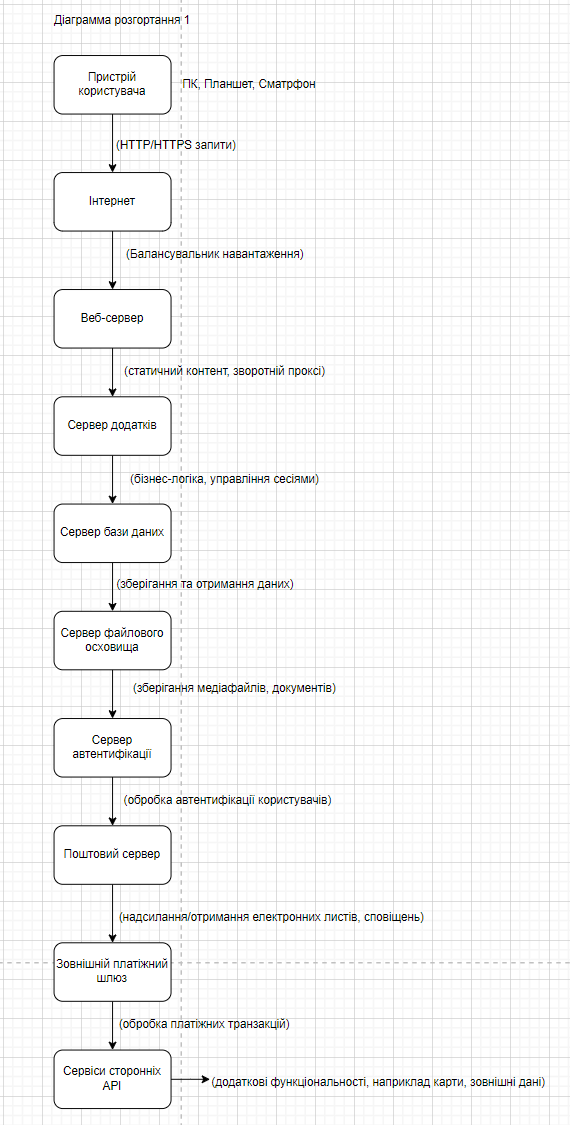 Діаграмма розгортання 1
Пристрій
користувача
ПК, Планшет, Сматрфон
(HTTP/HTTPS запити)
Інтернет
(Балансувальник навантаження)
Веб-сервер
(статичний контент, зворотній проксі)
Сервер додатків
(бізнес-логіка, управління сесіями)
Сервер бази даних
(зберігання та отримання даних)
Сервер файлового
осховища
(зберігання медіафайлів, документів)
Сервер
автентифікації
(обробка автентифікації користувачів)
Поштовий сервер
(надсилання/отримання електронних листів, сповіщень)
Зовнішній платіжний
шлюз
(обробка платіжних транзакцій)
Сервіси сторонніх
API
(додаткові функціональності, наприклад карти, зовнішні дані)